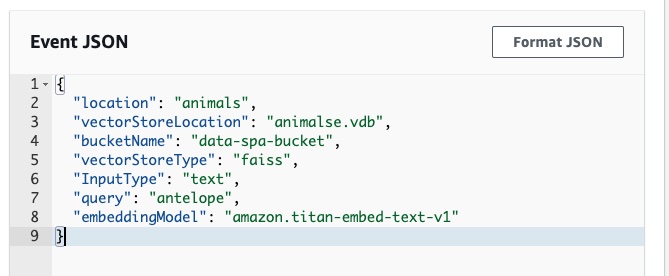 Event JSON
Format JSON
1 {
2 "location": "animals",
3 "vectorStoreLocation": "animalse.vdb",
4 "bucketName": "data-spa-bucket",
5 "vectorStoreType": "faiss",
6 "InputType": "text",
7 "query": "antelope",
8 "embeddingModel": "amazon.titan-embed-text-v1"
9 }